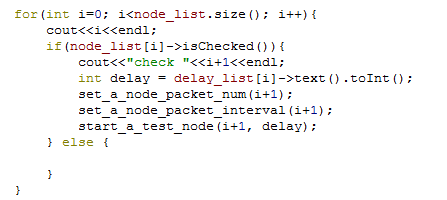 for(int i=0; i<node_list.size(); i++){
    cout<<i<<endl;
    if(node_list[i]->isChecked()){
        cout<<"check "<<i+1<<endl;
        int delay = delay_list[i]->text().toInt();
        set_a_node_packet_num(i+1);
        set_a_node_packet_interval(i+1);
        start_a_test_node(i+1, delay);
    } else {
    }
}